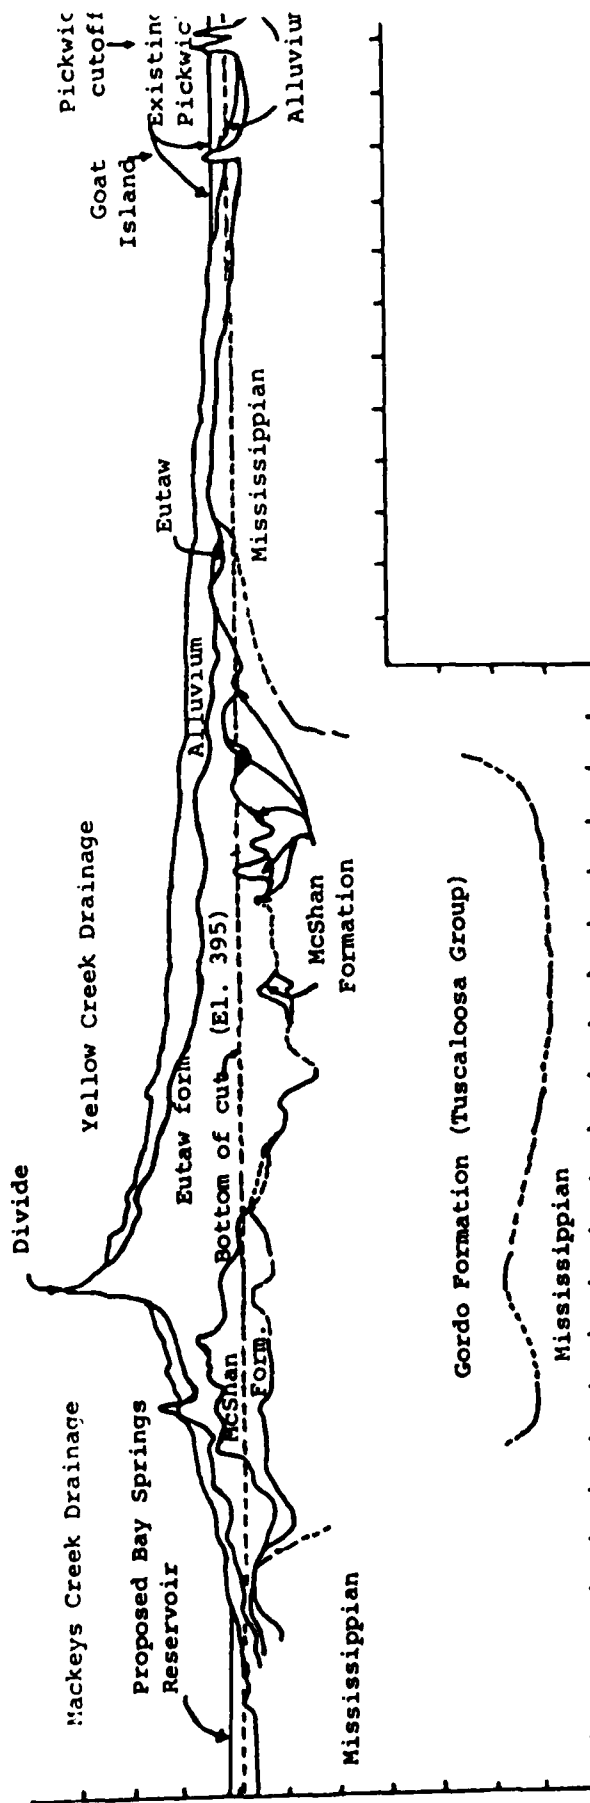 Mackeys Creek Drainage
Proposed Bay Springs
Reservoir
Mississippian
Divide
McShan
Form.
Yellow Creek Drainage
Eutaw form
Bottom of cut (El. 395)
Alluvium
McShan
Formation
Gordo Formation (Tuscaloosa Group)
Mississippian
Eutaw
Mississippian
Goat
Island
Pickwic
cutoff
Existin
Pickwic
Alluviu